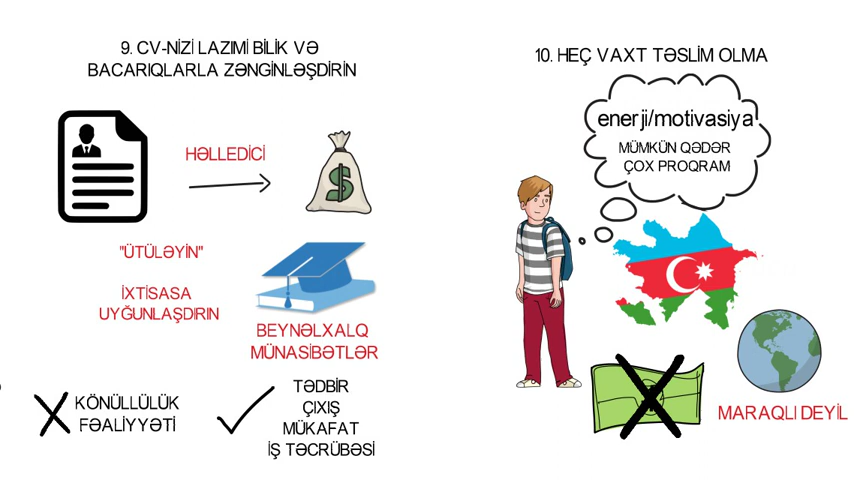 9. CV-NİZİ LAZIMİ BİLİK VƏ
BACARIQLARLA ZƏNGİNLƏŞDİRİN
HƏLLEDİCİ
$
"ÜTÜLƏYİN"
İXTİSASA
UYĞUNLAŞDIRIN
BEYNƏLXALQ
MÜNASİBƏTLƏR
KÖNÜLLÜLÜK
FƏALİYYƏTİ
TƏDBİR
ÇIXIŞ
MÜKAFAT
İŞ TƏCRÜBƏSİ
10. HEÇ VAXT TƏSLİM OLMA
enerji/motivasiya
MÜMKÜN QƏDƏR
ÇOX PROQRAM
MARAQLI DEYİL